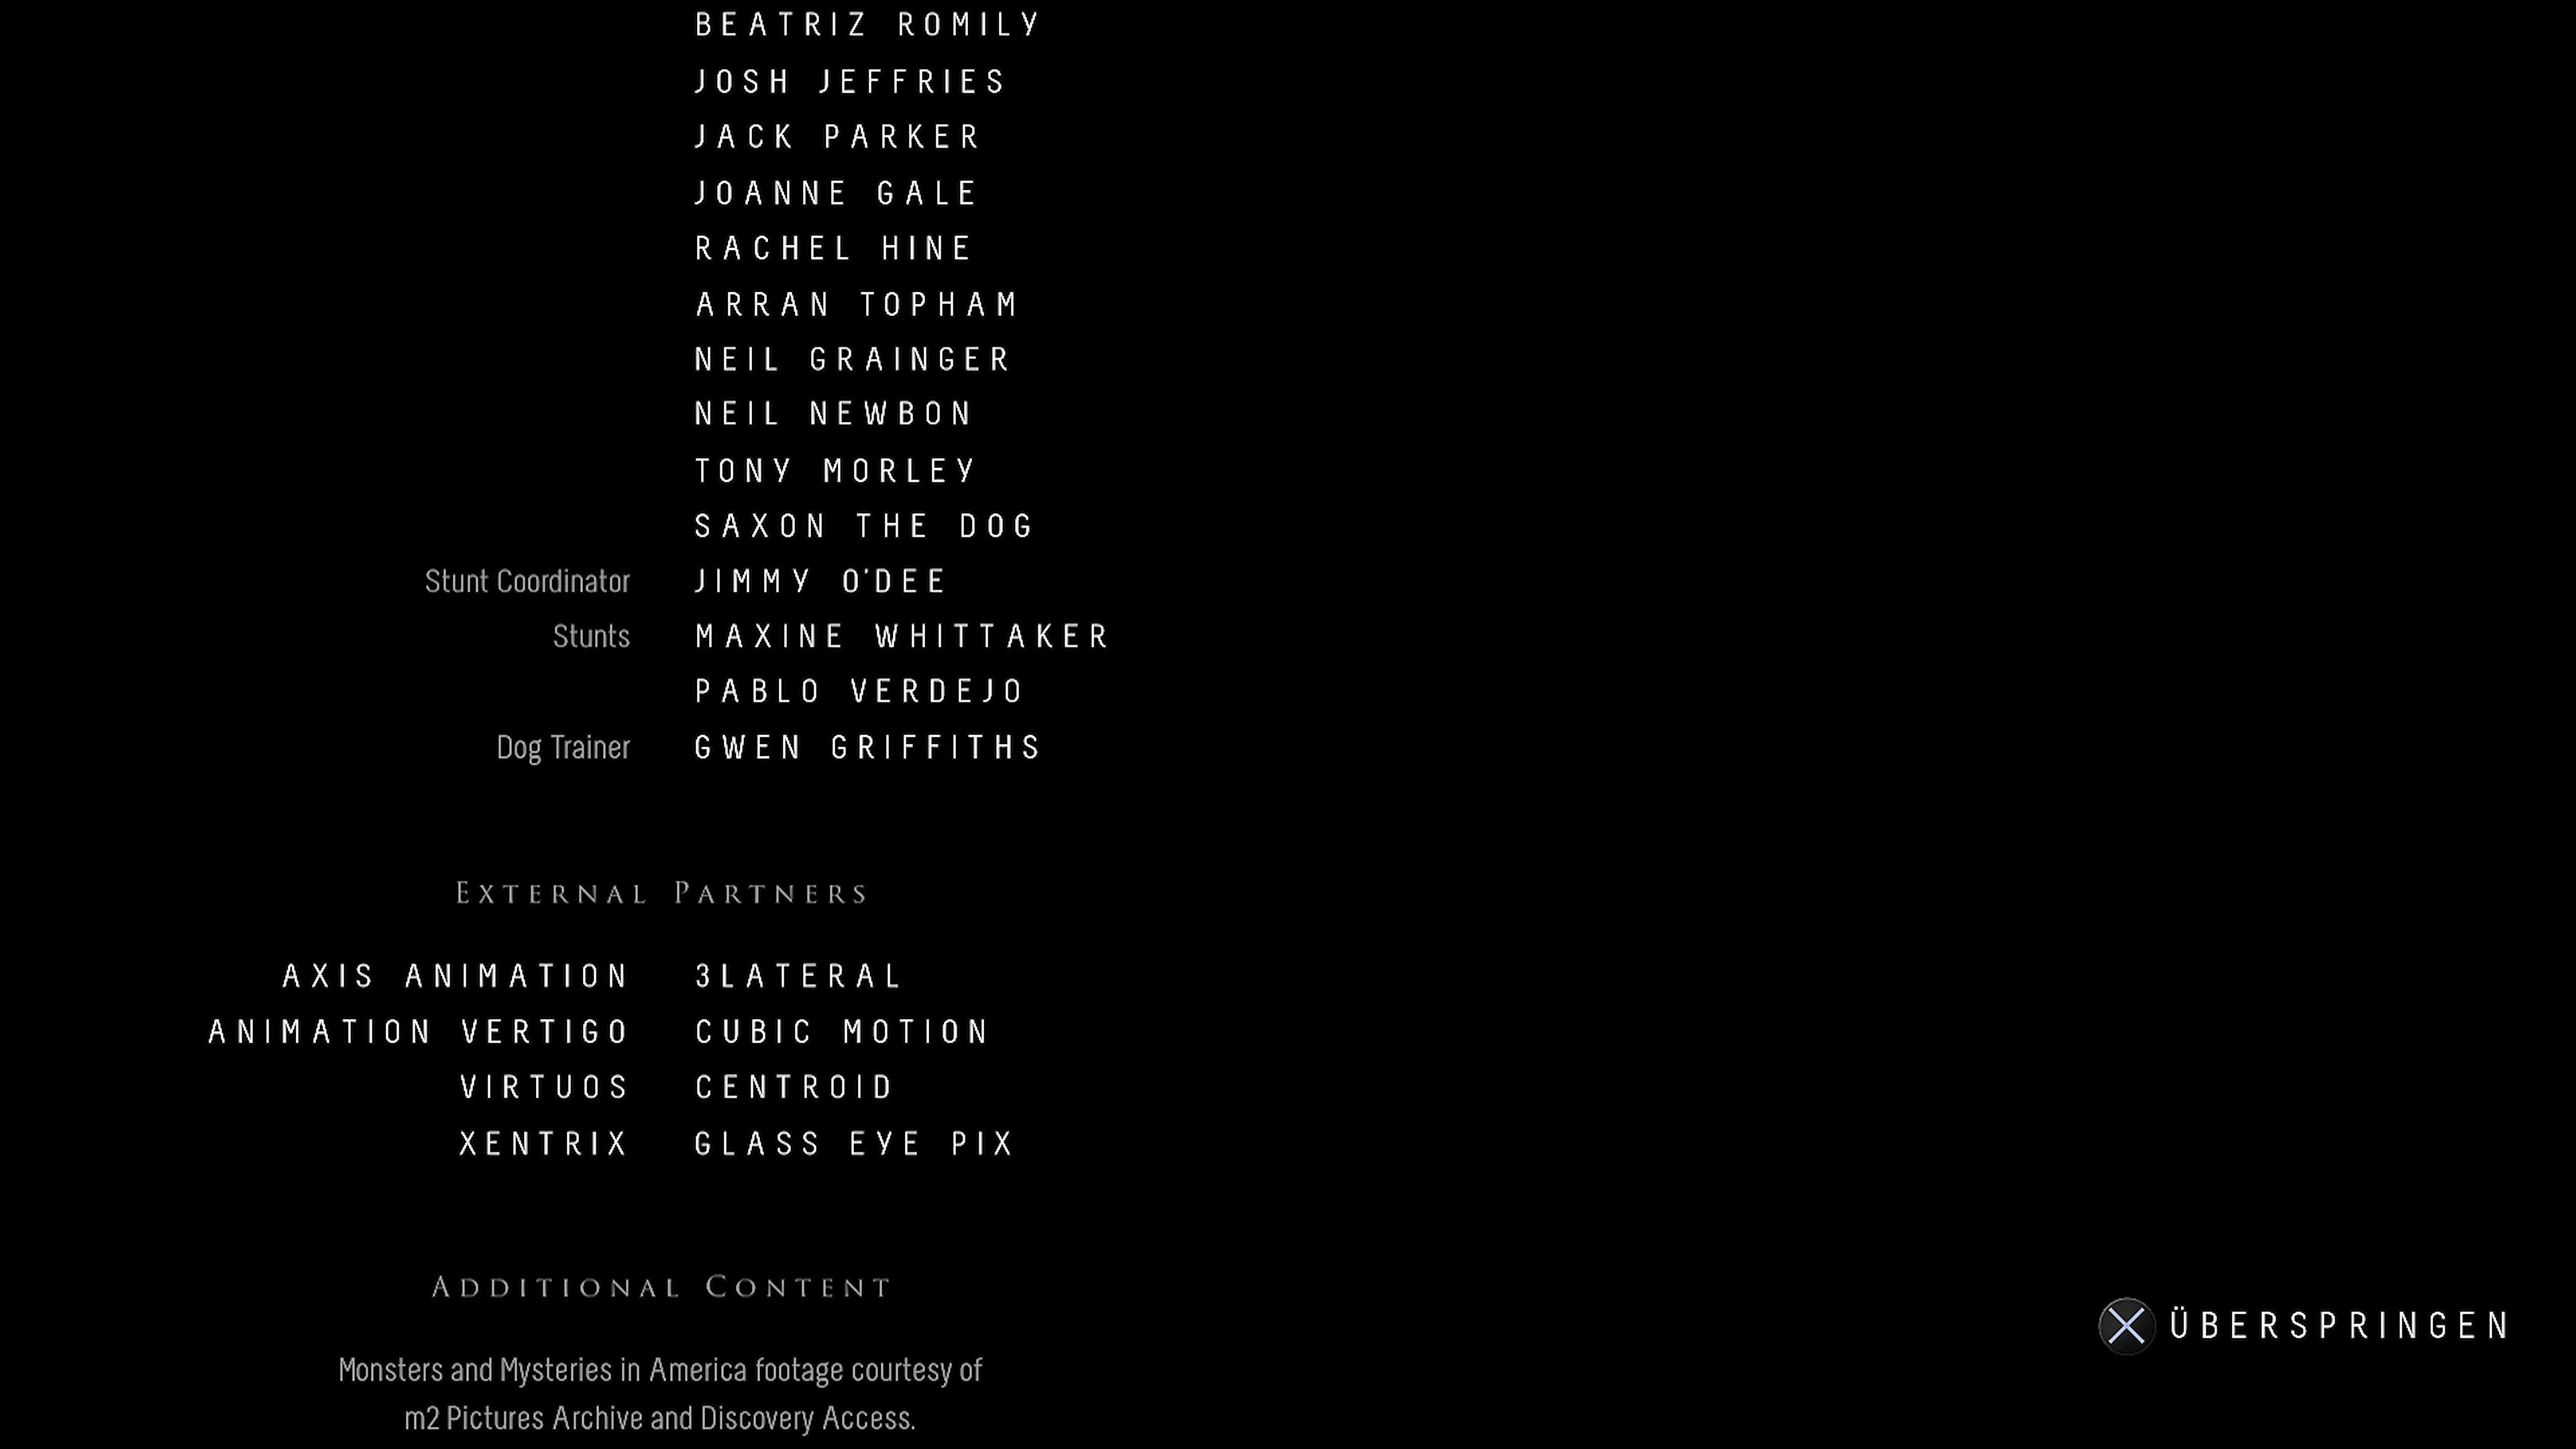 BEATRIZ ROMILY
JOSH JEFFRIES
JACK PARKER
JOANNE GALE
RACHEL HINE
ARRAN TOPHAM
NEIL GRAINGER
NEIL NEWBON
TONY MORLEY
SAXON THE DOG
Stunt Coordinator JIMMY O'DEE
Stunts MAXINE WHITTAKER
PABLO VERDEJO
Dog Trainer GWEN GRIFFITHS
EXTERNAL PARTNERS
AXIS ANIMATION 3LATERAL
ANIMATION VERTIGO CUBIC MOTION
VIRTUOS CENTROID
XENTRIX GLASS EYE PIX
ADDITIONAL CONTENT
Monsters and Mysteries in America footage courtesy of
m2 Pictures Archive and Discovery Access.
ÜBERSPRINGEN